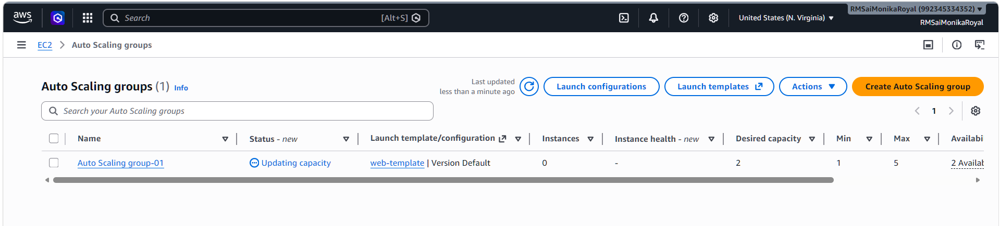 aws
Search [Alt+S]
United States (N. Virginia)
RMSaiMonikaRoyal (992345334352)
RMSaiMonikaRoyal
EC2 Auto Scaling groups
Auto Scaling groups (1) Info
Last updated
less than a minute ago
Launch configurations
Launch templates
Actions
Create Auto Scaling group
Search your Auto Scaling groups
1
Name Status - new Launch template/configuration Instances Instance health - new Desired capacity Min Max Availabi
Auto Scaling group-01 Updating capacity web-template | Version Default 0 - 2 1 5 2 Availab